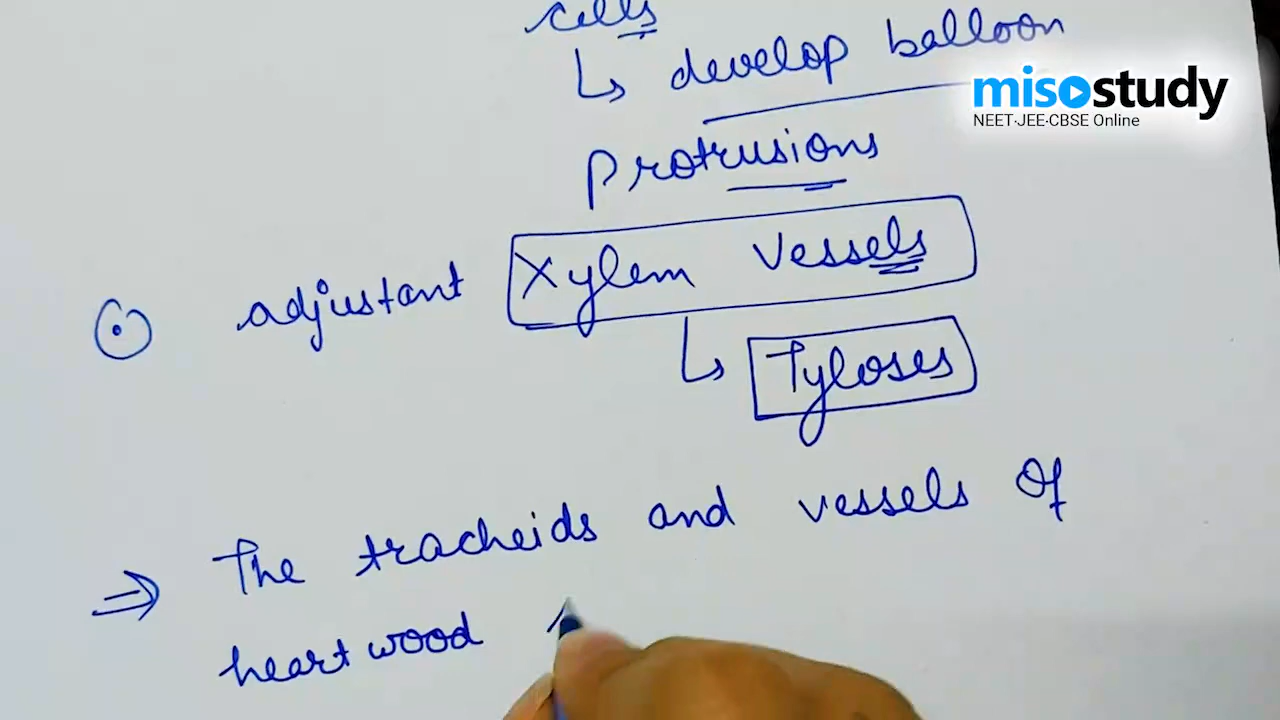 cells
↳ develop balloon
protrusions
adjustant Xylem vessels
↳ Tyloses
⇒ The tracheids and vessels of
heartwood
misostudy
NEET·JEE·CBSE Online